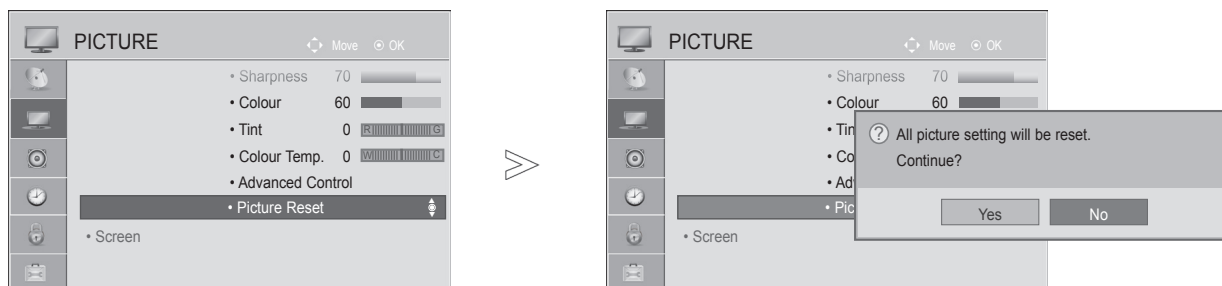 PICTURE
Move OK
• Sharpness 70
• Colour 60
• Tint 0 R G
• Colour Temp. 0 W C
• Advanced Control
• Picture Reset
• Screen
PICTURE
Move OK
• Sharpness 70
• Colour 60
• Tin
• Co
• Ad
• Pic
• Screen
? All picture setting will be reset.
Continue?
Yes No